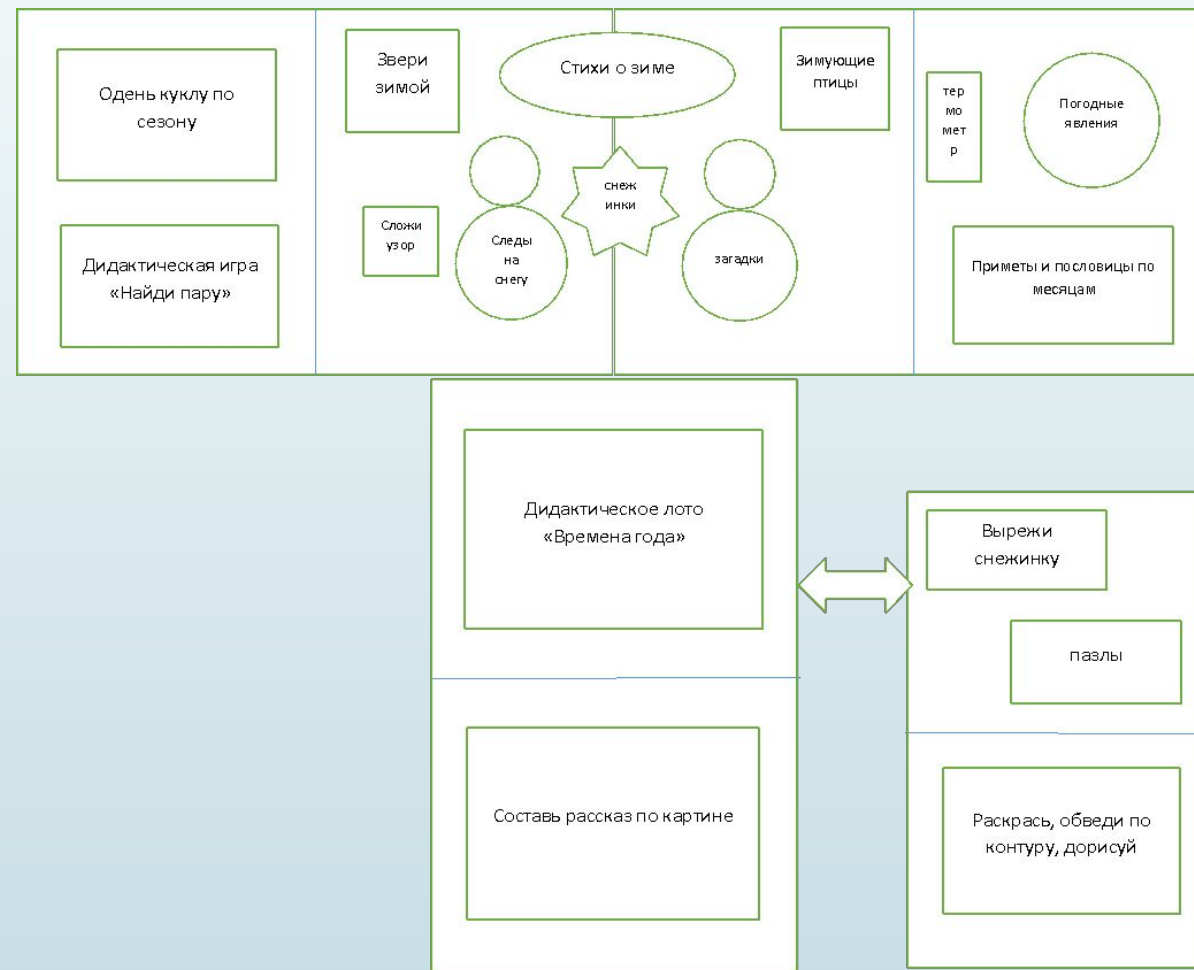 Одень куклу по
сезону
Дидактическая игра
«Найди пару»
Звери
зимой
Стихи о зиме
Зимующие
птицы
снеж
инки
Сложи
узор
Следы
на
снегу
загадки
тер
мо
мет
р
Погодные
явления
Приметы и пословицы по
месяцам
Дидактическое лото
«Времена года»
Составь рассказ по картине
Вырежи
снежинку
пазлы
Раскрась, обведи по
контуру, дорисуй